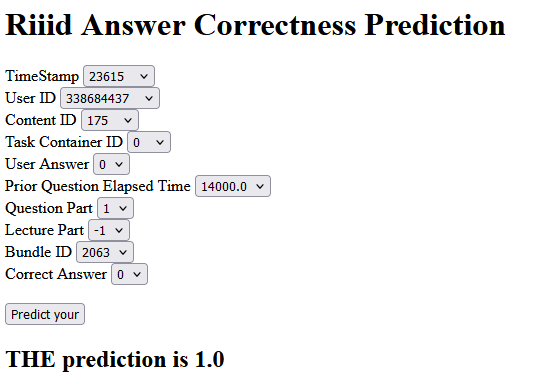 Riiid Answer Correctness Prediction
TimeStamp 23615
User ID 338684437
Content ID 175
Task Container ID 0
User Answer 0
Prior Question Elapsed Time 14000.0
Question Part 1
Lecture Part -1
Bundle ID 2063
Correct Answer 0
Predict your
THE prediction is 1.0